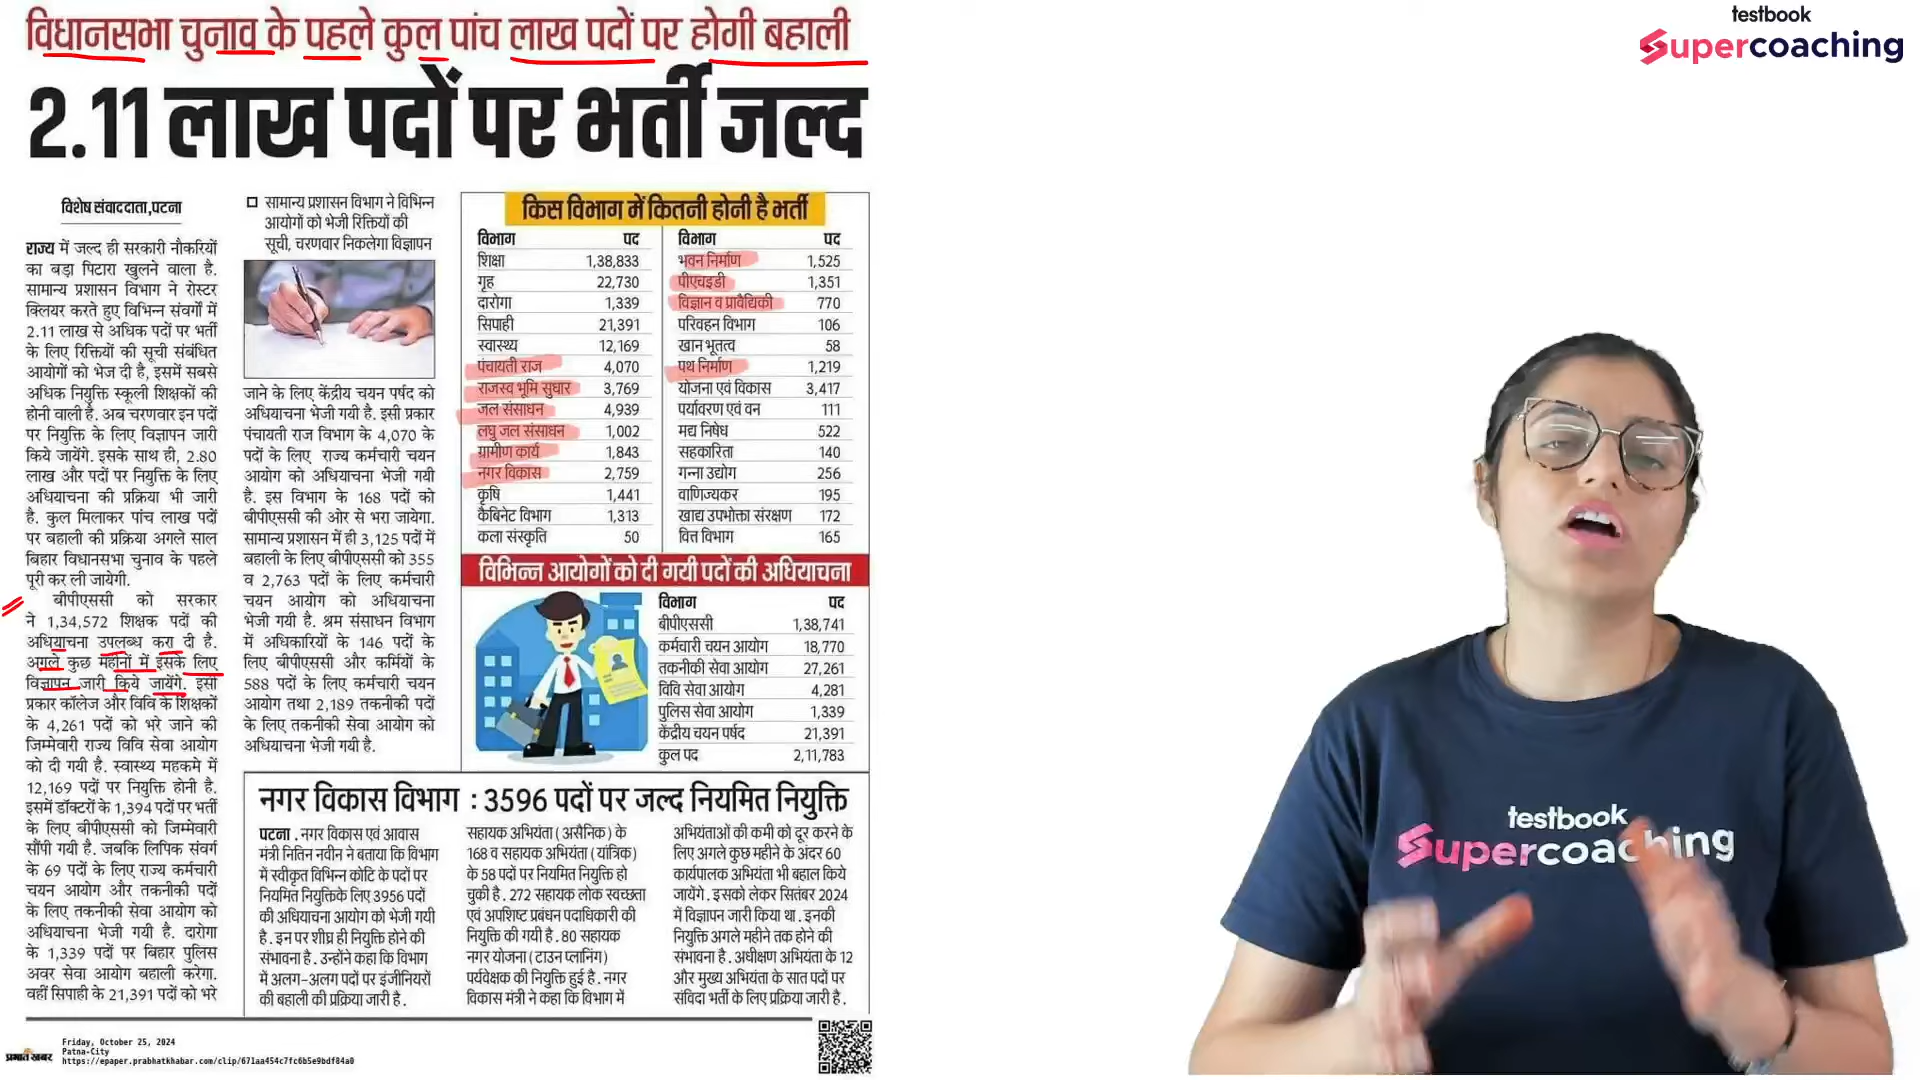 विधानसभा चुनाव के पहले कुल पांच लाख पदों पर होगी बहाली
2.11 लाख पदों पर भर्ती जल्द
विशेष संवाददाता,पटना
राज्य में जल्द ही सरकारी नौकरियों
का बड़ा पिटारा खुलने वाला है.
सामान्य प्रशासन विभाग ने रोस्टर
क्लियर करते हुए विभिन्न संवर्गों में
2.11 लाख से अधिक पदों पर भर्ती
के लिए रिक्तियों की सूची संबंधित
आयोगों को भेज दी है, इसमें सबसे
अधिक नियुक्ति स्कूली शिक्षकों की
होनी वाली है. अब चरणवार इन पदों
पर नियुक्ति के लिए विज्ञापन जारी
किये जायेंगे. इसके साथ ही, 2.80
लाख और पदों पर नियुक्ति के लिए
अधियाचना की प्रक्रिया भी जारी
है. कुल मिलाकर पांच लाख पदों
पर बहाली की प्रक्रिया अगले साल
बिहार विधानसभा चुनाव के पहले
पूरी कर ली जायेगी.
बीपीएससी को सरकार
ने 1,34,572 शिक्षक पदों की
अधियाचना उपलब्ध करा दी है.
अगले कुछ महीनों में इसके लिए
विज्ञापन जारी किये जायेंगे. इसी
प्रकार कॉलेज और विवि के शिक्षकों
के 4,261 पदों को भरे जाने की
जिम्मेवारी राज्य विवि सेवा आयोग
को दी गयी है. स्वास्थ्य महकमे में
12,169 पदों पर नियुक्ति होनी है.
इसमें डॉक्टरों के 1,394 पदों पर भर्ती
के लिए बीपीएससी को जिम्मेवारी
सौंपी गयी है. जबकि लिपिक संवर्ग
के 69 पदों के लिए राज्य कर्मचारी
चयन आयोग और तकनीकी पदों
के लिए तकनीकी सेवा आयोग को
अधियाचना भेजी गयी है. दारोगा
के 1,339 पदों पर बिहार पुलिस
अवर सेवा आयोग बहाली करेगा.
वहीं सिपाही के 21,391 पदों को भरे
सामान्य प्रशासन विभाग ने विभिन्न
आयोगों को भेजी रिक्तियों की
सूची, चरणवार निकलेगा विज्ञापन
जाने के लिए केंद्रीय चयन पर्षद को
अधियाचना भेजी गयी है. इसी प्रकार
पंचायती राज विभाग के 4,070 के
पदों के लिए राज्य कर्मचारी चयन
आयोग को अधियाचना भेजी गयी
है. इस विभाग के 168 पदों को
बीपीएससी की ओर से भरा जायेगा.
सामान्य प्रशासन में ही 3,125 पदों में
बहाली के लिए बीपीएससी को 355
व 2,763 पदों के लिए कर्मचारी
चयन आयोग को अधियाचना
भेजी गयी है. श्रम संसाधन विभाग
में अधिकारियों के 146 पदों के
लिए बीपीएससी और कर्मियों के
588 पदों के लिए कर्मचारी चयन
आयोग तथा 2,189 तकनीकी पदों
के लिए तकनीकी सेवा आयोग को
अधियाचना भेजी गयी है.
किस विभाग में कितनी होनी है भर्ती
विभाग पद
शिक्षा 1,38,833
गृह 22,730
दारोगा 1,339
सिपाही 21,391
स्वास्थ्य 12,169
पंचायती राज 4,070
राजस्व भूमि सुधार 3,769
जल संसाधन 4,939
लघु जल संसाधन 1,002
ग्रामीण कार्य 1,843
नगर विकास 2,759
कृषि 1,441
कैबिनेट विभाग 1,313
कला संस्कृति 50
विभाग पद
भवन निर्माण 1,525
पीएचइडी 1,351
विज्ञान व प्रावैद्यिकी 770
परिवहन विभाग 106
खान भूतत्व 58
पथ निर्माण 1,219
योजना एवं विकास 3,417
पर्यावरण एवं वन 111
मद्य निषेध 522
सहकारिता 140
गन्ना उद्योग 256
वाणिज्यकर 195
खाद्य उपभोक्ता संरक्षण 172
वित्त विभाग 165
विभिन्न आयोगों को दी गयी पदों की अधियाचना
विभाग पद
बीपीएससी 1,38,741
कर्मचारी चयन आयोग 18,770
तकनीकी सेवा आयोग 27,261
विवि सेवा आयोग 4,281
पुलिस सेवा आयोग 1,339
केंद्रीय चयन पर्षद 21,391
कुल पद 2,11,783
नगर विकास विभाग : 3596 पदों पर जल्द नियमित नियुक्ति
पटना . नगर विकास एवं आवास
मंत्री नितिन नवीन ने बताया कि विभाग
में स्वीकृत विभिन्न कोटि के पदों पर
नियमित नियुक्तिके लिए 3956 पदों
की अधियाचना आयोग को भेजी गयी
है . इन पर शीघ्र ही नियुक्ति होने की
संभावना है . उन्होंने कहा कि विभाग
में अलग-अलग पदों पर इंजीनियरों
की बहाली की प्रक्रिया जारी है .
सहायक अभियंता ( असैनिक ) के
168 व सहायक अभियंता ( यांत्रिक )
के 58 पदों पर नियमित नियुक्ति हो
चुकी है . 272 सहायक लोक स्वच्छता
एवं अपशिष्ट प्रबंधन पदाधिकारी की
नियुक्ति की गयी है . 80 सहायक
नगर योजना ( टाउन प्लानिंग )
पर्यवेक्षक की नियुक्ति हुई है . नगर
विकास मंत्री ने कहा कि विभाग में
अभियंताओं की कमी को दूर करने के
लिए अगले कुछ महीने के अंदर 60
कार्यपालक अभियंता भी बहाल किये
जायेंगे . इसको लेकर सितंबर 2024
में विज्ञापन जारी किया था . इनकी
नियुक्ति अगले महीने तक होने की
संभावना है . अधीक्षण अभियंता के 12
और मुख्य अभियंता के सात पदों पर
संविदा भर्ती के लिए प्रक्रिया जारी है .
प्रभात खबर
Friday, October 25, 2024
Patna-City
https://epaper.prabhatkhabar.com/clip/671aa454c7fc6b5e9bdf84a0
testbook
Supercoaching
testbook
Supercoaching